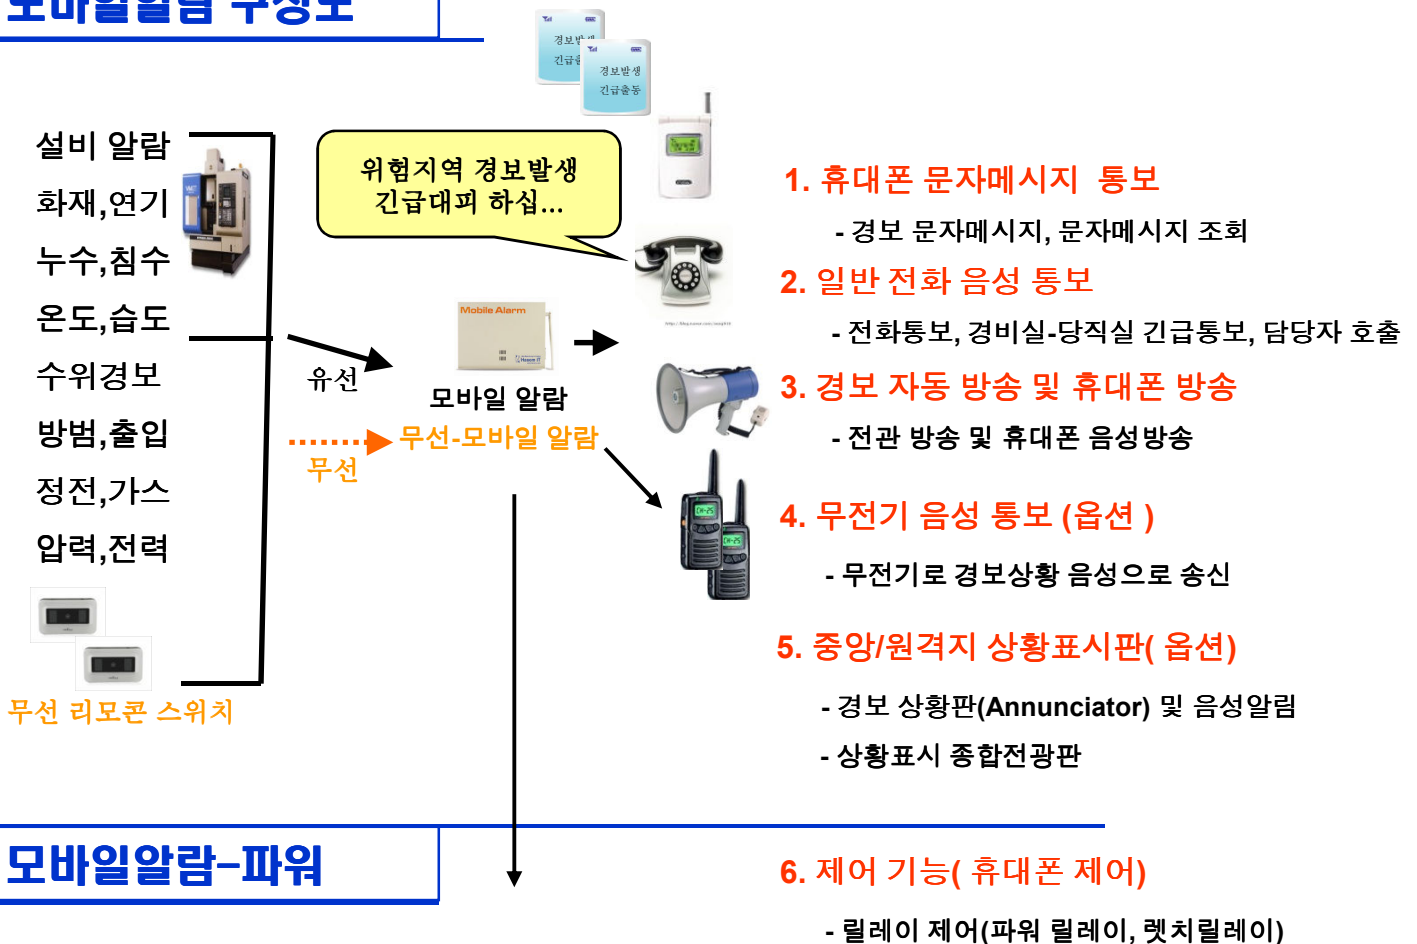 모바일알람 구성도
경보발생
긴급출동
경보발생
긴급출동
위험지역 경보발생
긴급대피 하십...
설비 알람
화재,연기
누수,침수
온도,습도
수위경보
방범,출입
정전,가스
압력,전력
무선 리모콘 스위치
유선
무선
Mobile Alarm
모바일 알람
무선-모바일 알람
CH-25
CH-25
1. 휴대폰 문자메시지 통보
- 경보 문자메시지, 문자메시지 조회
2. 일반 전화 음성 통보
- 전화통보, 경비실-당직실 긴급통보, 담당자 호출
3. 경보 자동 방송 및 휴대폰 방송
- 전관 방송 및 휴대폰 음성방송
4. 무전기 음성 통보 (옵션 )
- 무전기로 경보상황 음성으로 송신
5. 중앙/원격지 상황표시판( 옵션)
- 경보 상황판(Annunciator) 및 음성알림
- 상황표시 종합전광판
모바일알람-파워
6. 제어 기능( 휴대폰 제어)
- 릴레이 제어(파워 릴레이, 렛치릴레이)